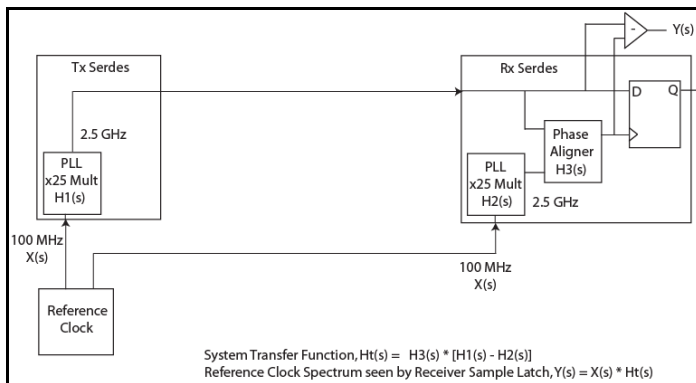 Y(s)
-
Tx Serdes
Rx Serdes
D
Q
2.5 GHz
Phase
Aligner
H3(s)
PLL
x25 Mult
H1(s)
PLL
x25 Mult
H2(s)
2.5 GHz
100 MHz
X(s)
100 MHz
X(s)
Reference
Clock
System Transfer Function, Ht(s) = H3(s) * [H1(s) - H2(s)]
Reference Clock Spectrum seen by Receiver Sample Latch, Y(s) = X(s) * Ht(s)